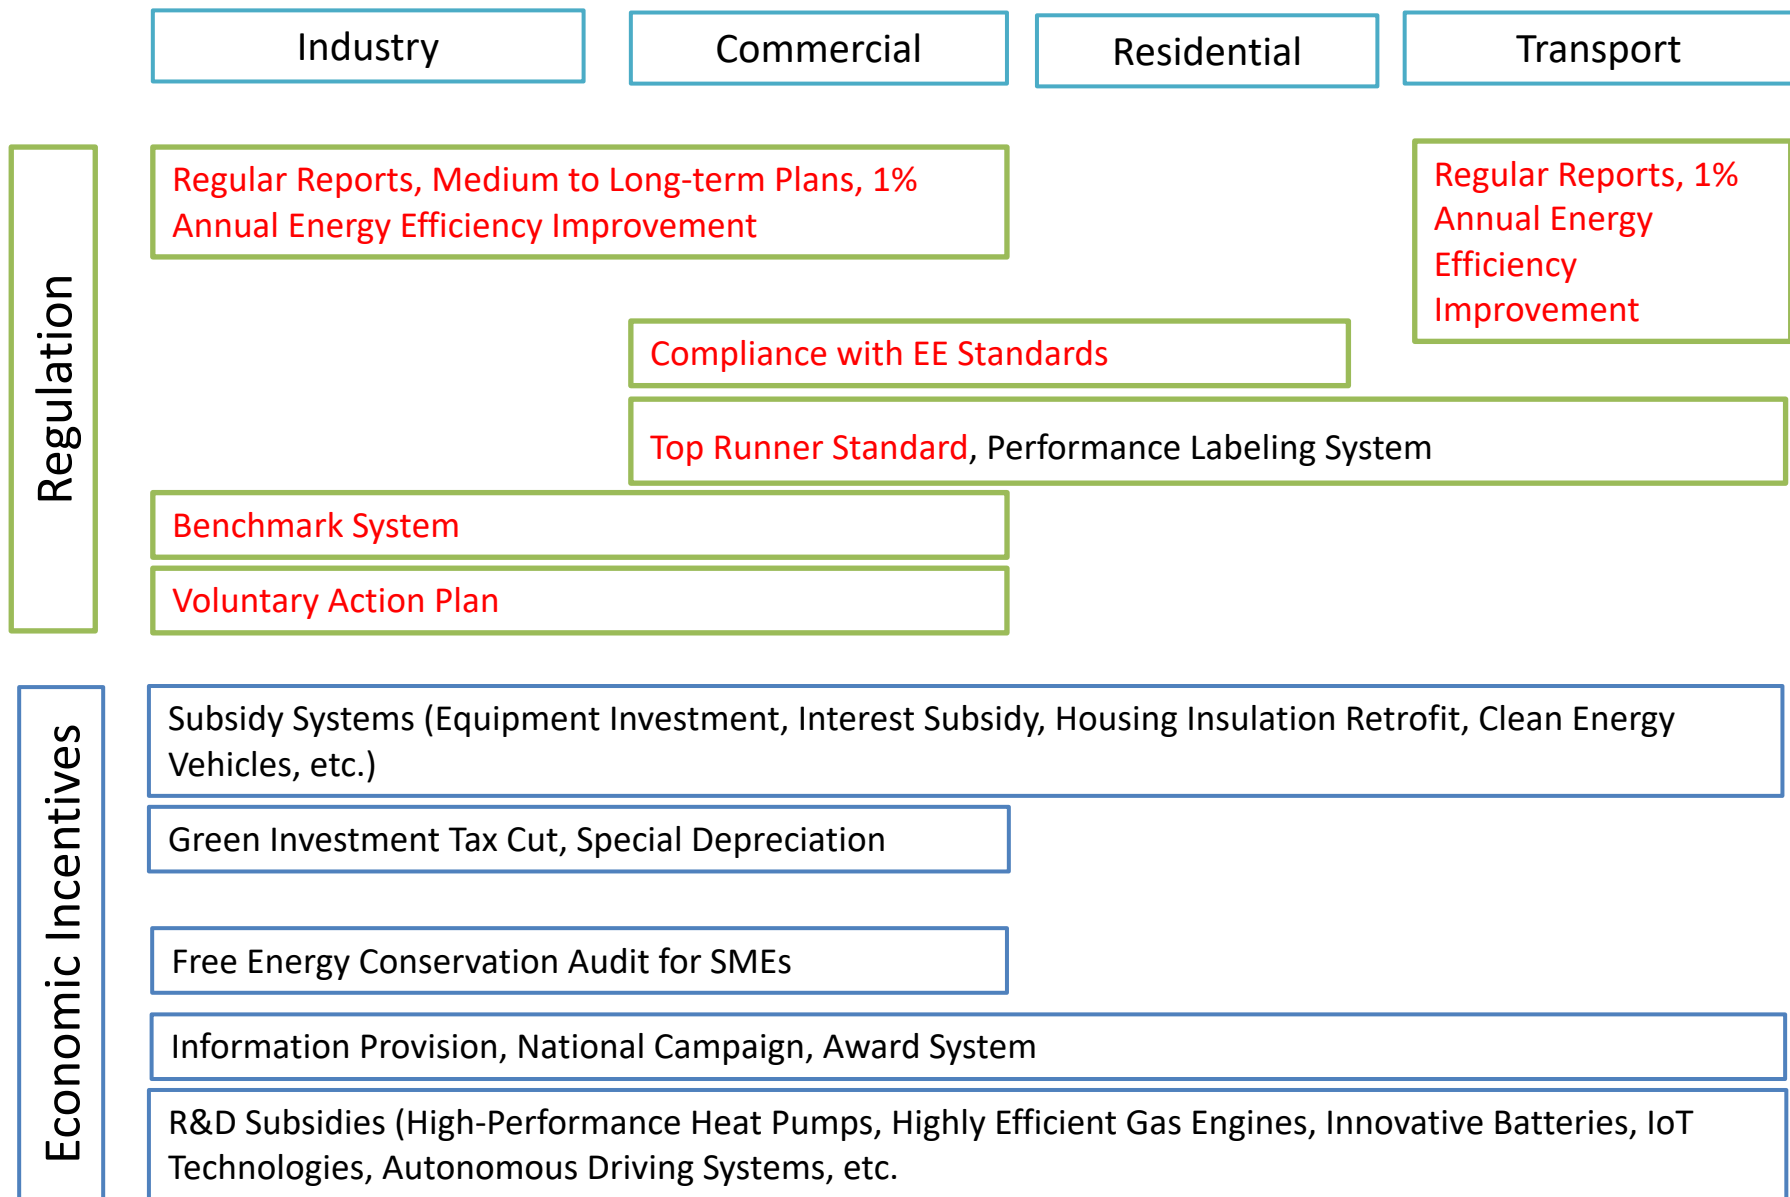 Industry
Commercial
Residential
Transport
Regulation
Regular Reports, Medium to Long-term Plans, 1%
Annual Energy Efficiency Improvement
Regular Reports, 1%
Annual Energy
Efficiency
Improvement
Compliance with EE Standards
Top Runner Standard, Performance Labeling System
Benchmark System
Voluntary Action Plan
Economic Incentives
Subsidy Systems (Equipment Investment, Interest Subsidy, Housing Insulation Retrofit, Clean Energy
Vehicles, etc.)
Green Investment Tax Cut, Special Depreciation
Free Energy Conservation Audit for SMEs
Information Provision, National Campaign, Award System
R&D Subsidies (High-Performance Heat Pumps, Highly Efficient Gas Engines, Innovative Batteries, IoT
Technologies, Autonomous Driving Systems, etc.